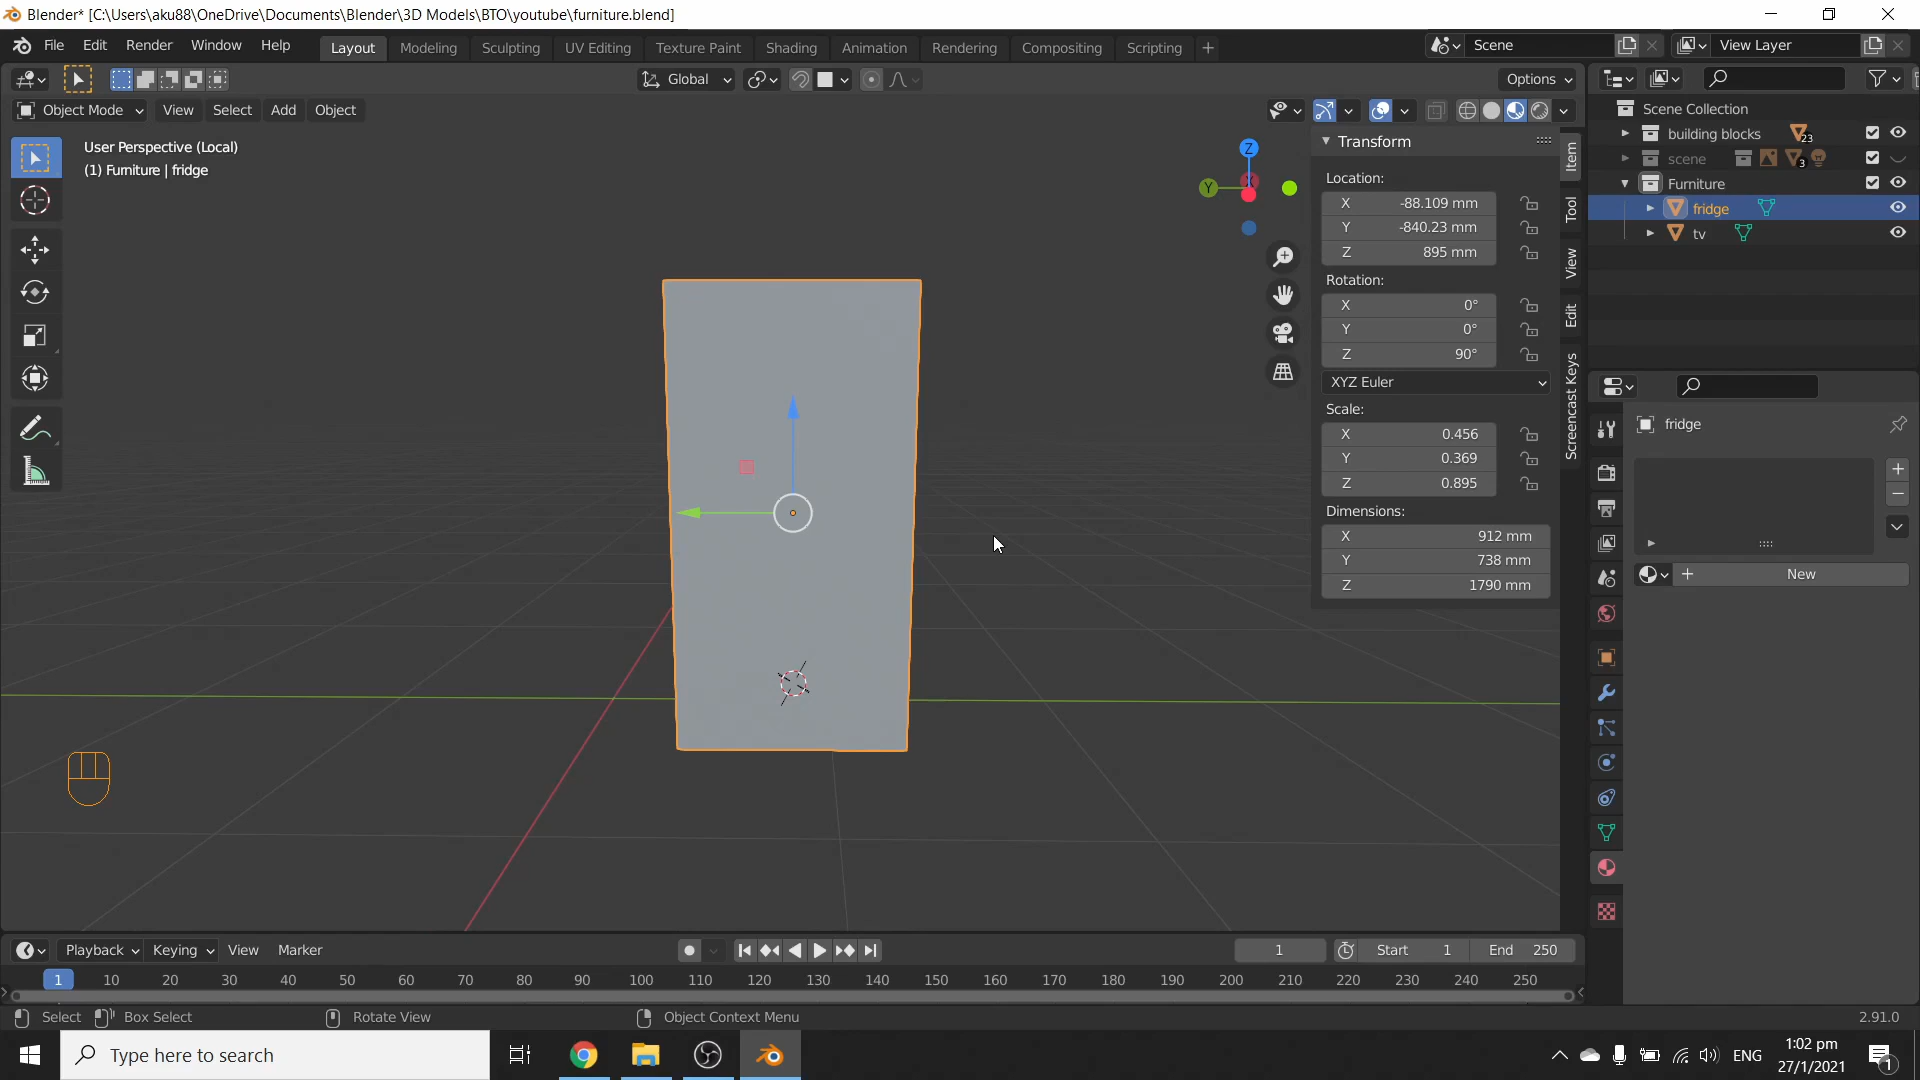 Blender* [C:\Users\aku88\OneDrive\Documents\Blender\3D Models\BTO\youtube\furniture.blend]
File Edit Render Window Help Layout Modeling Sculpting UV Editing Texture Paint Shading Animation Rendering Compositing Scripting + Scene View Layer
Global Options
Object Mode View Select Add Object
User Perspective (Local)
(1) Furniture | fridge
Z
Y
Transform
Location:
X -88.109 mm
Y -840.23 mm
Z 895 mm
Rotation:
X 0°
Y 0°
Z 90°
XYZ Euler
Scale:
X 0.456
Y 0.369
Z 0.895
Dimensions:
X 912 mm
Y 738 mm
Z 1790 mm
Item
Tool
View
Edit
Screencast Keys
Scene Collection
building blocks 23
scene 3
Furniture
fridge
tv
fridge
New
Playback Keying View Marker 1 Start 1 End 250
1 10 20 30 40 50 60 70 80 90 100 110 120 130 140 150 160 170 180 190 200 210 220 230 240 250
Select Box Select Rotate View Object Context Menu 2.91.0
Type here to search ENG 1:02 pm
27/1/2021
1